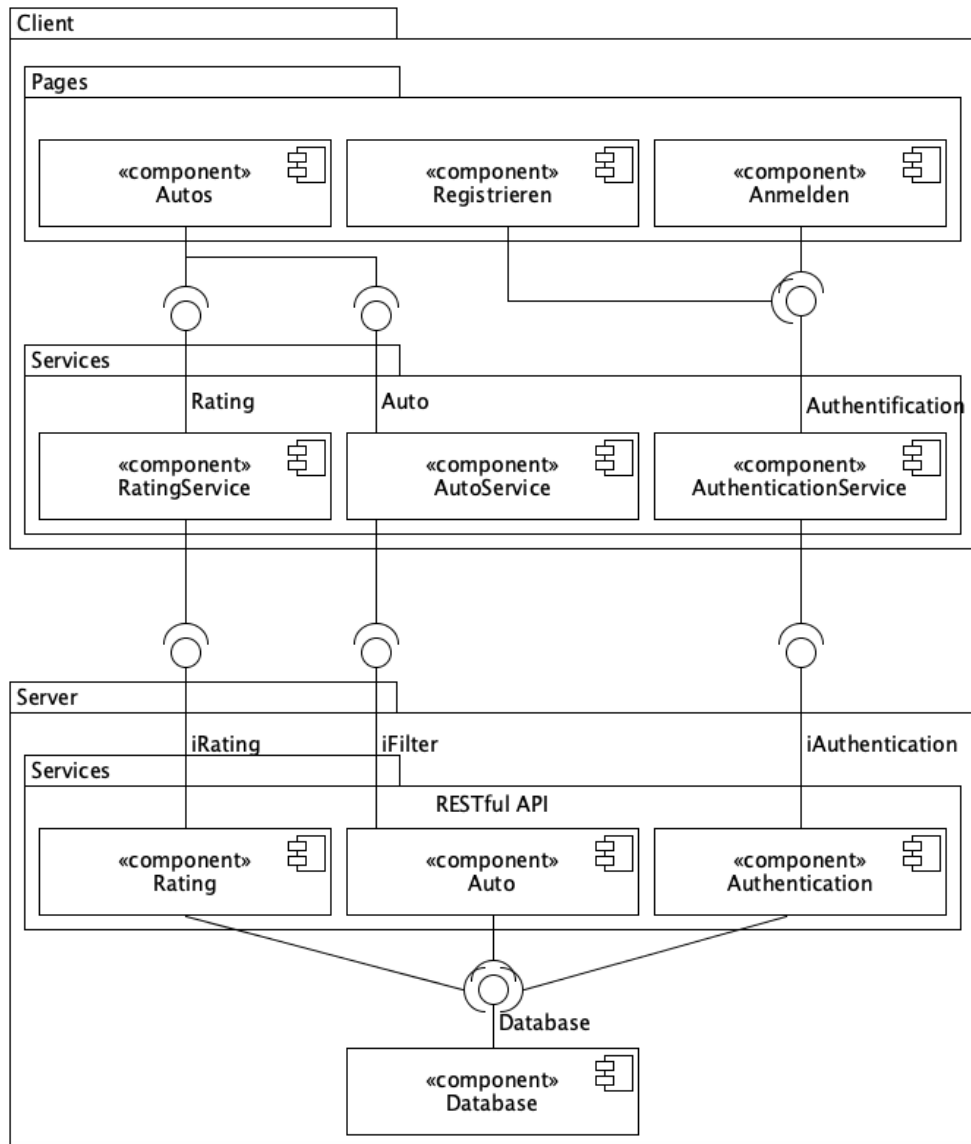 Client
Pages
«component»
Autos
«component»
Registrieren
«component»
Anmelden
Services
Rating
Auto
Authentification
«component»
RatingService
«component»
AutoService
«component»
AuthenticationService
Server
iRating
iFilter
iAuthentication
Services
RESTful API
«component»
Rating
«component»
Auto
«component»
Authentication
Database
«component»
Database